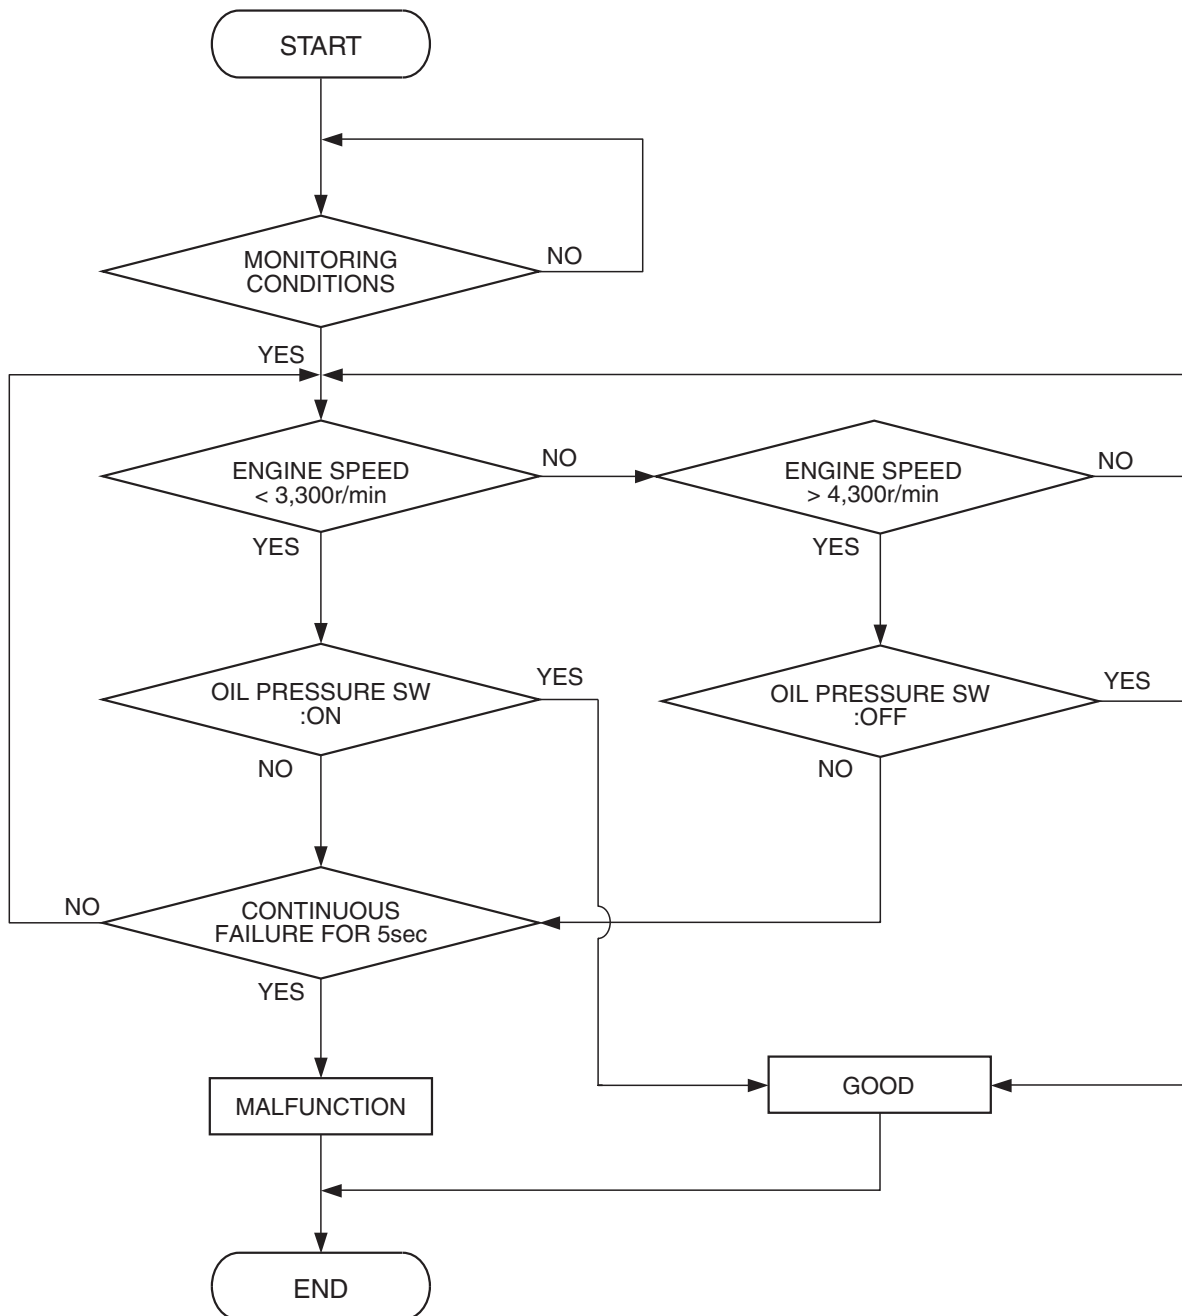 START
MONITORING
CONDITIONS
NO
YES
ENGINE SPEED
< 3,300r/min
NO
ENGINE SPEED
> 4,300r/min
NO
YES
YES
OIL PRESSURE SW
:ON
YES
OIL PRESSURE SW
:OFF
YES
NO
NO
NO
CONTINUOUS
FAILURE FOR 5sec
YES
MALFUNCTION
GOOD
END